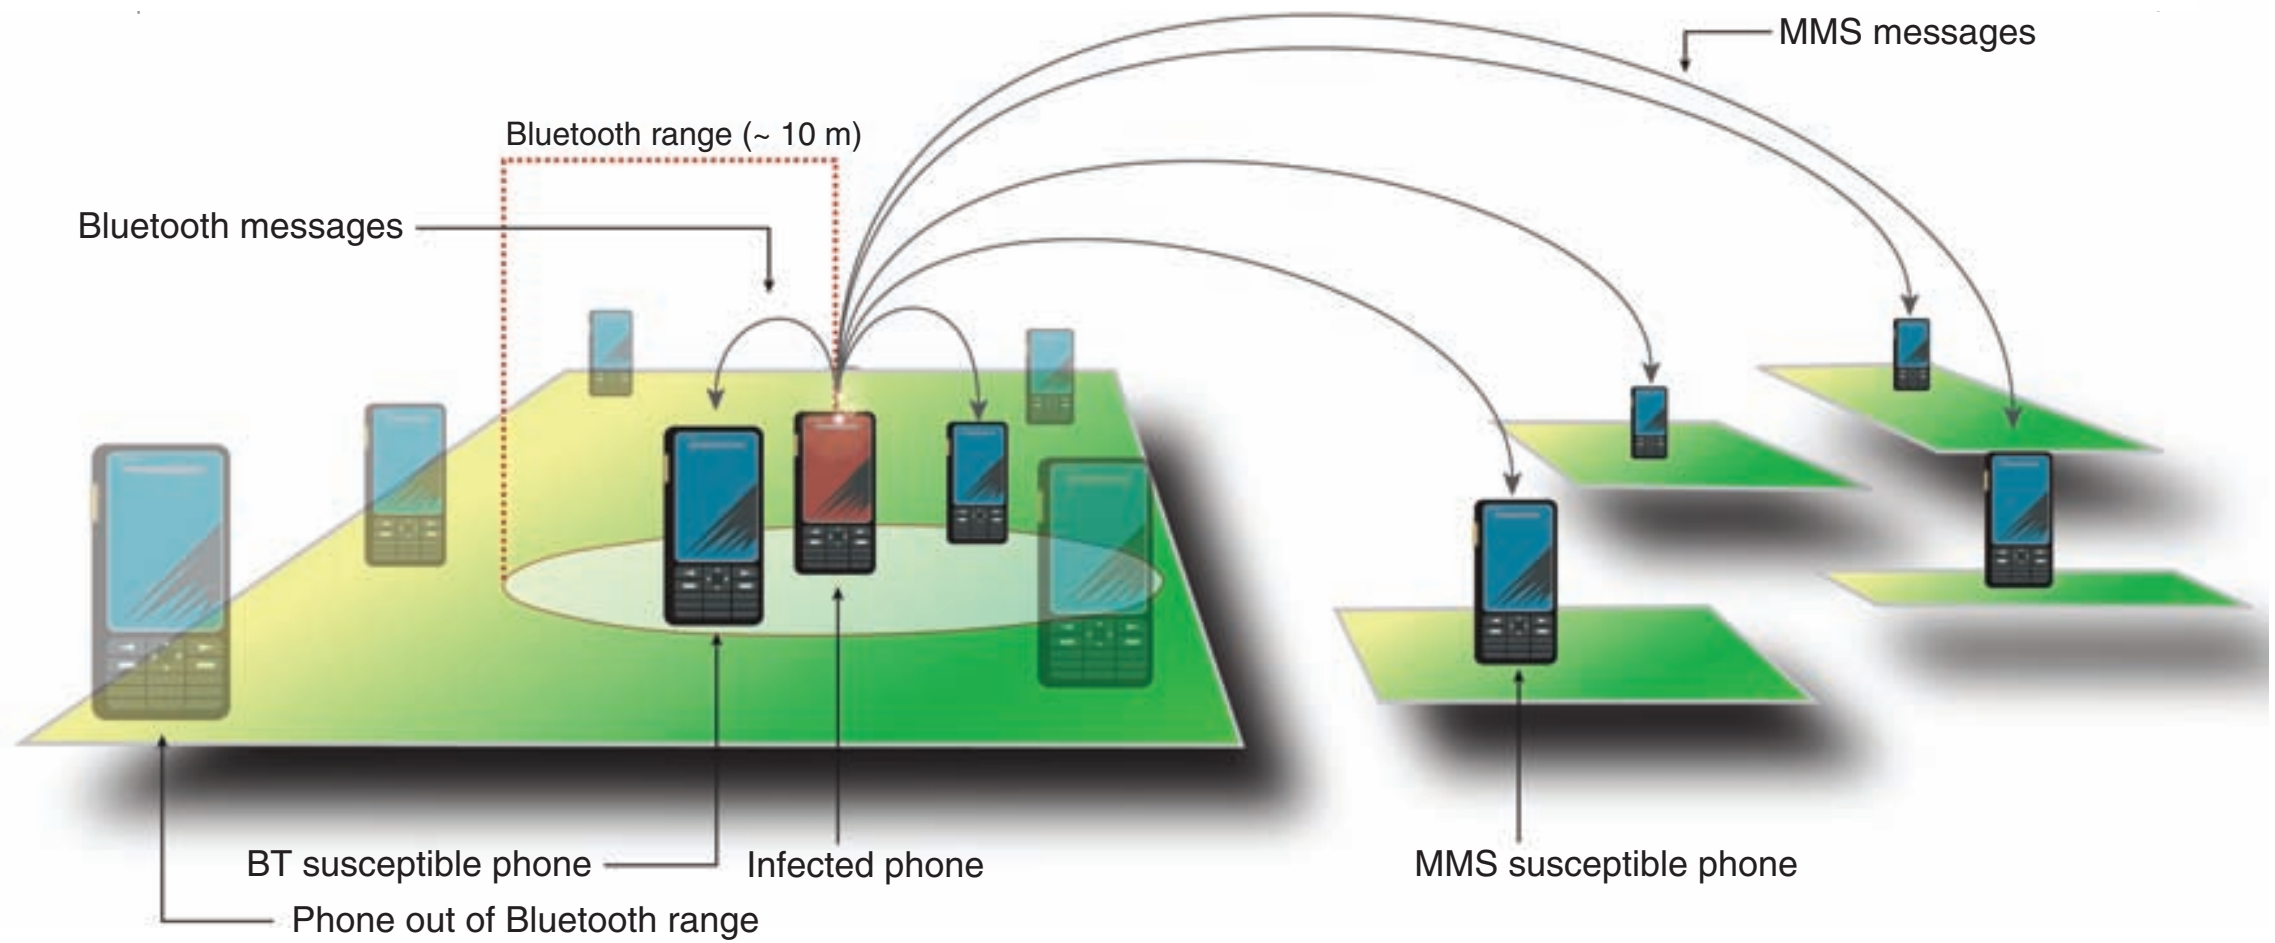 MMS messages
Bluetooth range (~ 10 m)
Bluetooth messages
BT susceptible phone
Infected phone
MMS susceptible phone
Phone out of Bluetooth range